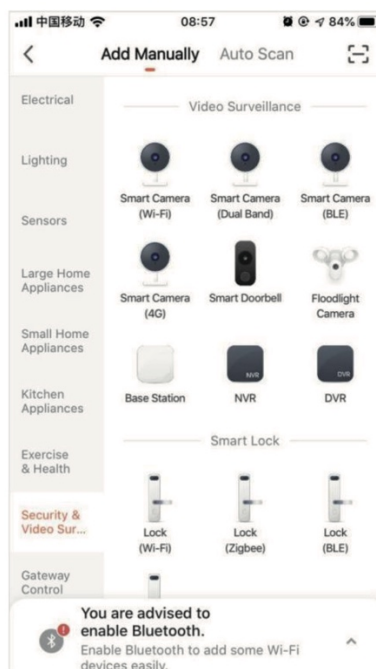 中国移动 08:57 84%
Add Manually Auto Scan
Electrical
Lighting
Sensors
Large Home
Appliances
Small Home
Appliances
Kitchen
Appliances
Exercise
& Health
Security &
Video Sur...
Gateway
Control
Video Surveillance
Smart Camera
(Wi-Fi)
Smart Camera
(Dual Band)
Smart Camera
(BLE)
Smart Camera
(4G)
Smart Doorbell
Floodlight
Camera
Base Station
NVR
NVR
DVR
DVR
Smart Lock
Lock
(Wi-Fi)
Lock
(Zigbee)
Lock
(BLE)
You are advised to
enable Bluetooth.
Enable Bluetooth to add some Wi-Fi
devices easily.